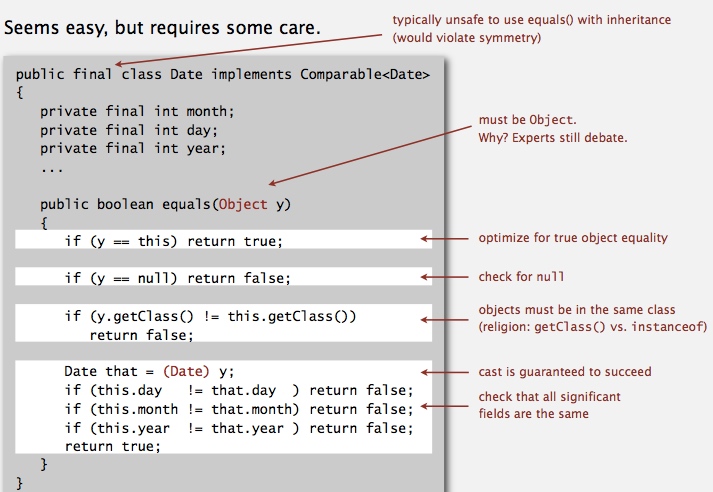 Seems easy, but requires some care.
typically unsafe to use equals() with inheritance
(would violate symmetry)
public final class Date implements Comparable<Date>
{
private final int month;
private final int day;
private final int year;
...
must be Object.
Why? Experts still debate.
public boolean equals(Object y)
{
if (y == this) return true;
optimize for true object equality
if (y == null) return false;
check for null
if (y.getClass() != this.getClass())
return false;
objects must be in the same class
(religion: getClass() vs. instanceof)
Date that = (Date) y;
cast is guaranteed to succeed
if (this.day != that.day ) return false;
if (this.month != that.month) return false;
if (this.year != that.year ) return false;
return true;
check that all significant
fields are the same
}
}